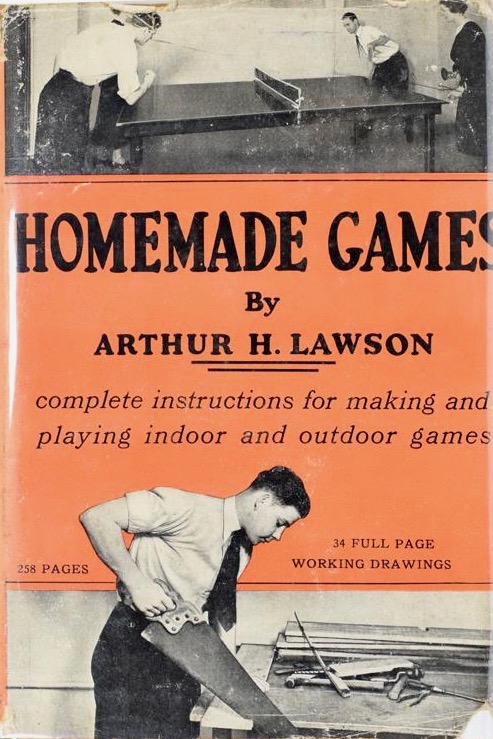 HOMEMADE GAMES
By
ARTHUR H. LAWSON
complete instructions for making and
playing indoor and outdoor games
34 FULL PAGE
258 PAGES
WORKING DRAWINGS